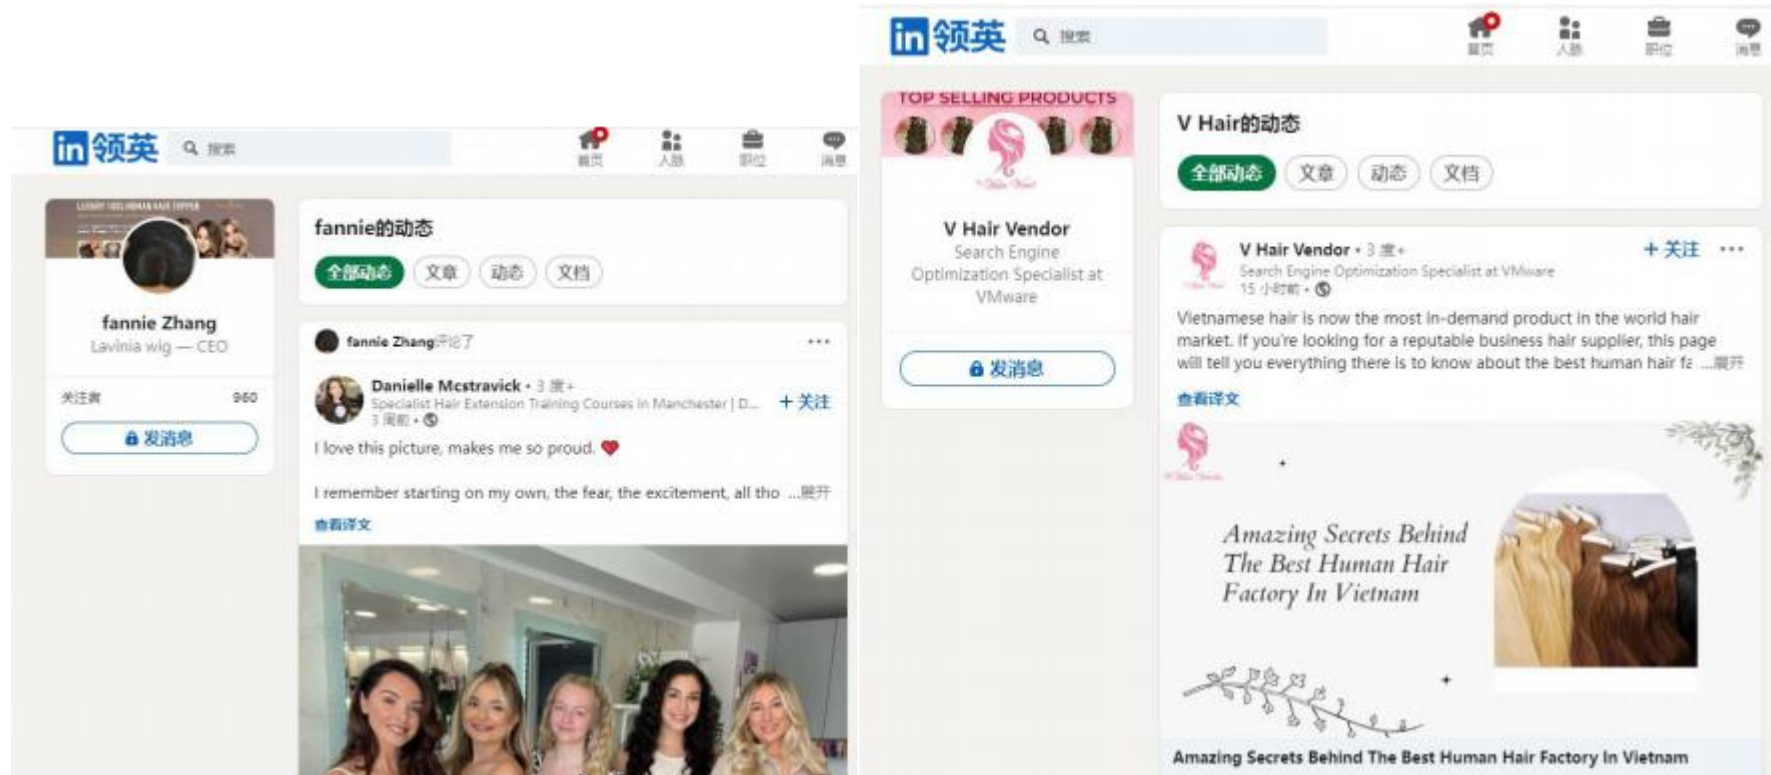 in 领英
搜索
首页
人脉
职位
消息
LUXURY 100% HUMAN HAIR TOPPER
fannie Zhang
Lavinia wig — CEO
关注者 960
发消息
fannie的动态
全部动态 文章 动态 文档
fannie Zhang评论了
Danielle Mcstravick • 3 度+
Specialist Hair Extension Training Courses in Manchester | D...
+ 关注
3 周前 •
I love this picture, makes me so proud. ❤
I remember starting on my own, the fear, the excitement, all tho ...展开
查看译文
in 领英
搜索
首页
人脉
职位
消息
TOP SELLING PRODUCTS
V Hair Vendor
Search Engine
Optimization Specialist at
VMware
发消息
V Hair的动态
全部动态 文章 动态 文档
V Hair Vendor • 3 度+
+ 关注
Search Engine Optimization Specialist at VMware
15 小时前 •
Vietnamese hair is now the most in-demand product in the world hair
market. If you're looking for a reputable business hair supplier, this page
will tell you everything there is to know about the best human hair fa ...展开
查看译文
Amazing Secrets Behind
The Best Human Hair
Factory In Vietnam
Amazing Secrets Behind The Best Human Hair Factory In Vietnam